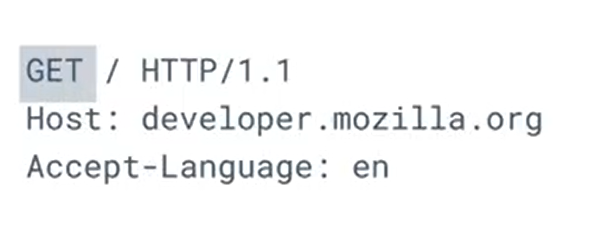 GET / HTTP/1.1
Host: developer.mozilla.org
Accept-Language: en